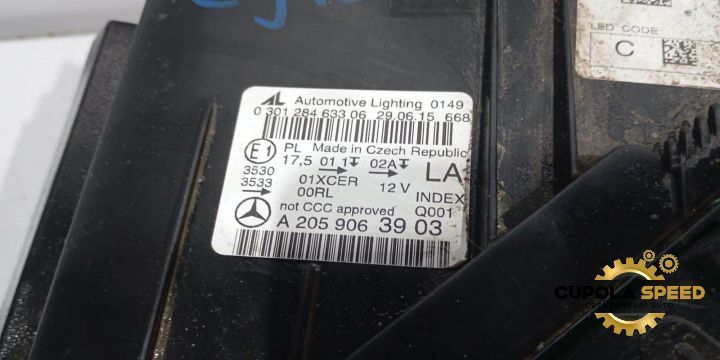 LED CODE
C
AL Automotive Lighting 0149
0 301 284 633 06 29.06.15 668
E1 PL Made in Czech Republic
17,5 01 1 02A
3530
3533 01XCER 12 V LA
00RL INDEX
not CCC approved Q001
A 205 906 3903
CUPOLA SPEED